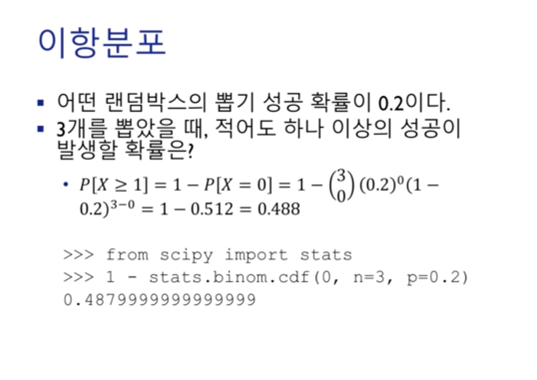 이항분포
▪ 어떤 랜덤박스의 뽑기 성공 확률이 0.2이다.
▪ 3개를 뽑았을 때, 적어도 하나 이상의 성공이
발생할 확률은?
• P[X ≥ 1] = 1 − P[X = 0] = 1 − (3 0) (0.2)⁰(1 −
0.2)³⁻⁰ = 1 − 0.512 = 0.488
>>> from scipy import stats
>>> 1 - stats.binom.cdf(0, n=3, p=0.2)
0.4879999999999999